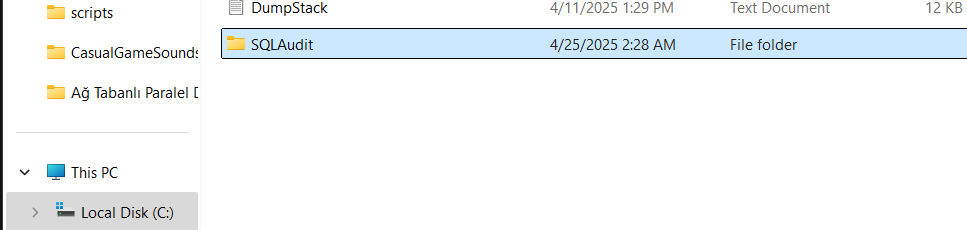 scripts
CasualGameSounds
Ağ Tabanlı Paralel D
This PC
Local Disk (C:)
DumpStack 4/11/2025 1:29 PM Text Document 12 KB
SQLAudit 4/25/2025 2:28 AM File folder